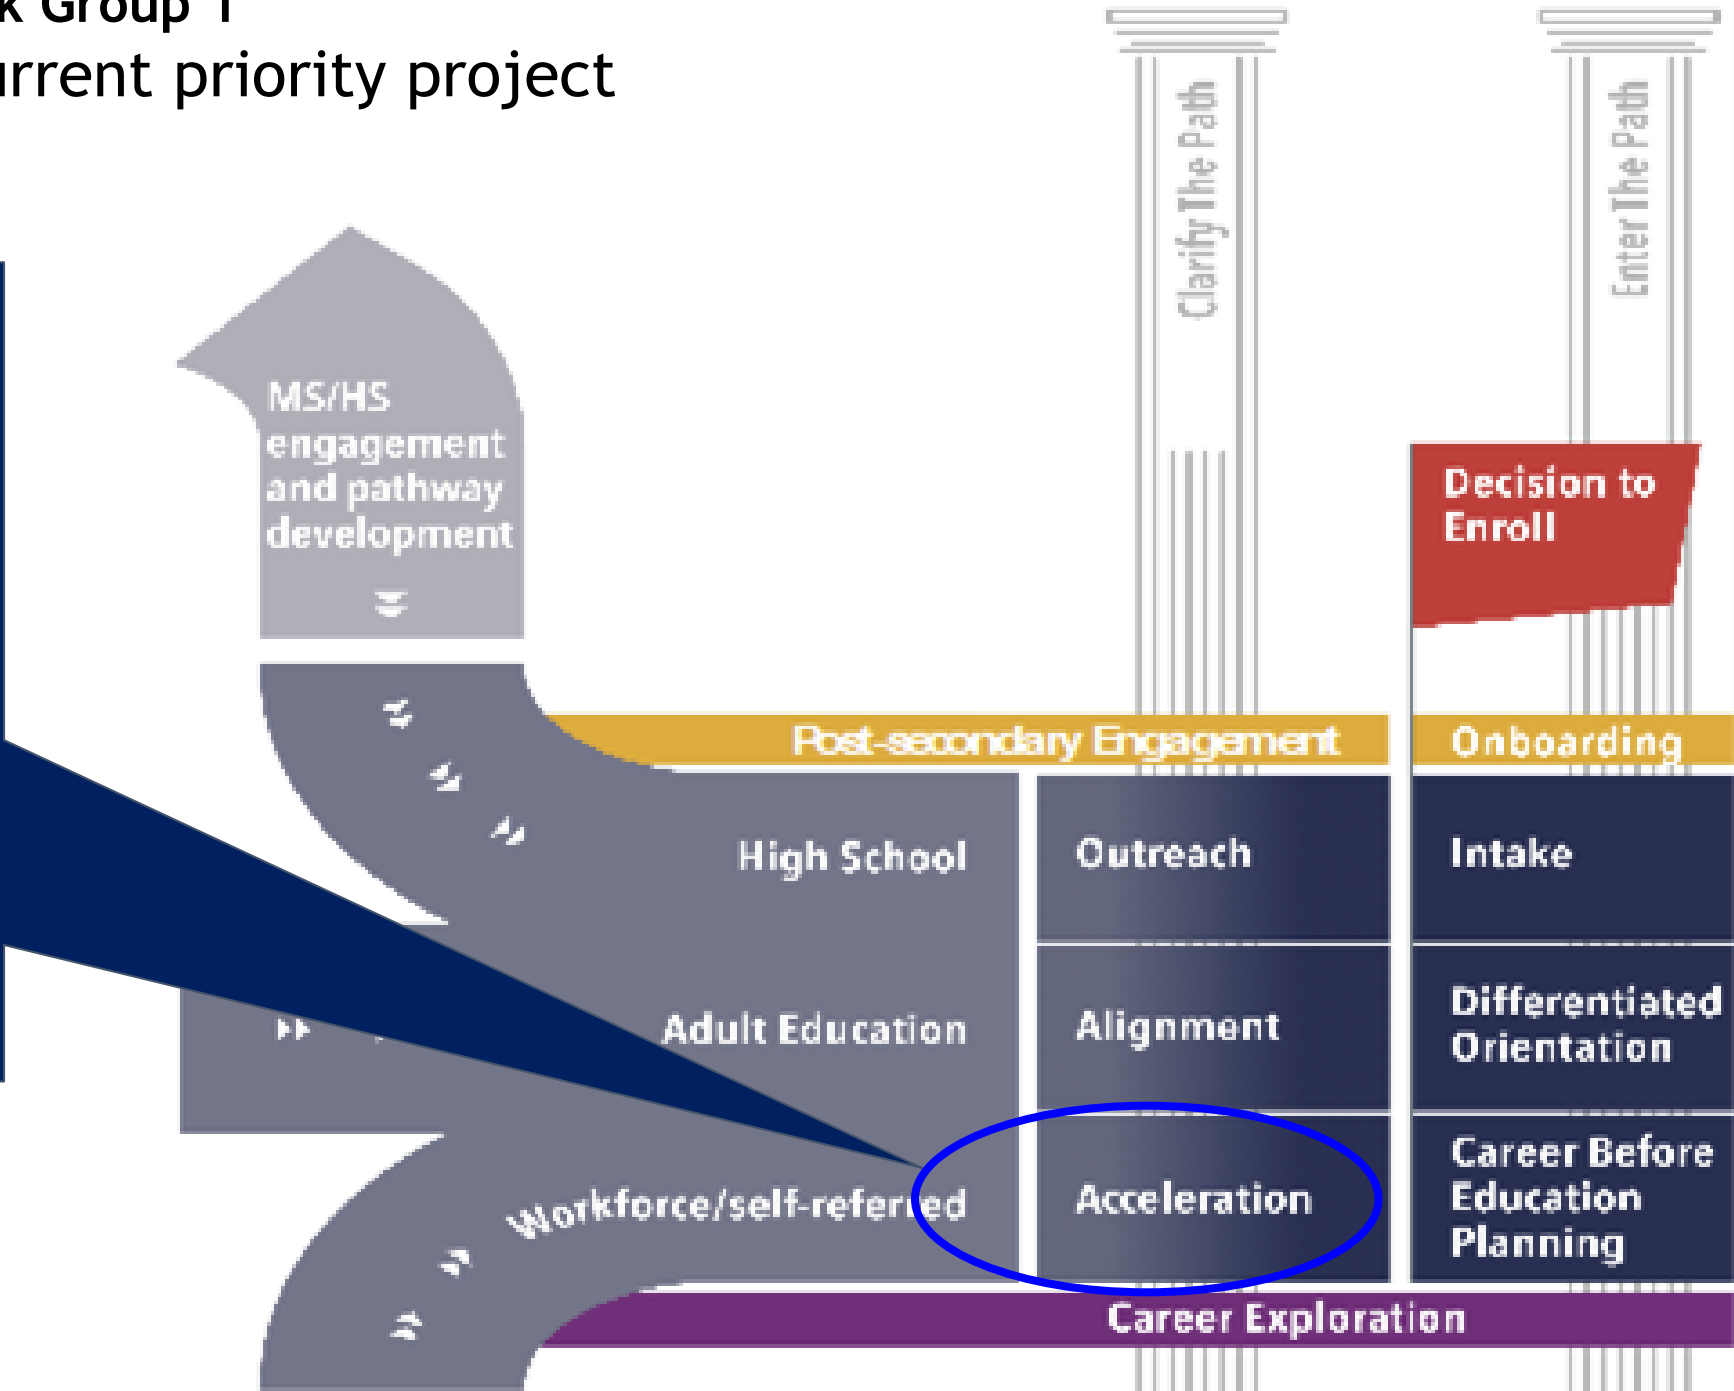 Group 1
priority project
Clarify The Path
Enter The Path
MS/HS
engagement
and pathway
development
Decision to
Enroll
Post-secondary Engagement
Onboarding
High School
Outreach
Intake
Adult Education
Alignment
Differentiated
Orientation
Workforce/self-referred
Acceleration
Career Before
Education
Planning
Career Exploration